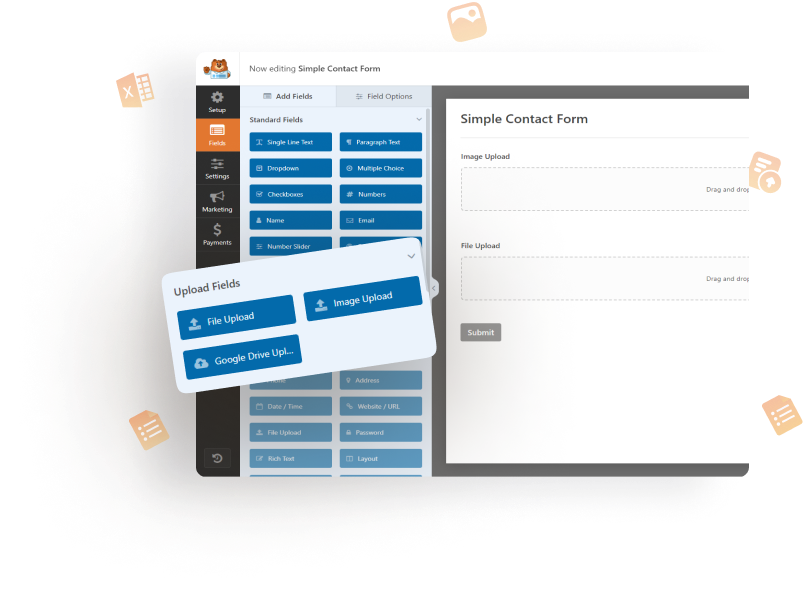 Now editing Simple Contact Form
Setup
Fields
Settings
Marketing
Payments
Add Fields
Field Options
Standard Fields
Single Line Text
Paragraph Text
Dropdown
Multiple Choice
Checkboxes
Numbers
Name
Email
Number Slider
Upload Fields
File Upload
Image Upload
Google Drive Upl...
Address
Date / Time
Website / URL
File Upload
Password
Rich Text
Layout
Simple Contact Form
Image Upload
Drag and drop
File Upload
Drag and drop
Submit
X